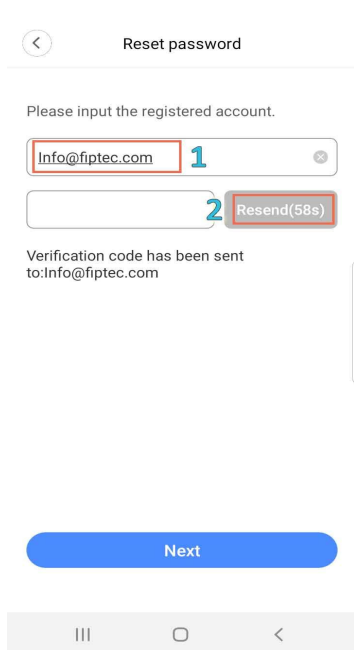 Reset password
Please input the registered account.
Info@fiptec.com 1
2 Resend(58s)
Verification code has been sent
to:Info@fiptec.com
Next